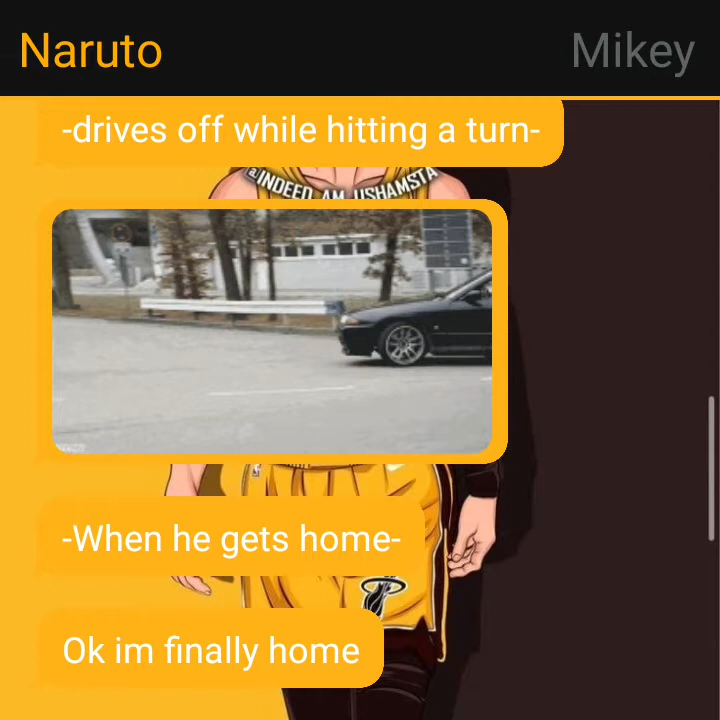 Naruto
Mikey
-drives off while hitting a turn-
@INDEED_AM_USHAMSTA
-When he gets home-
Ok im finally home